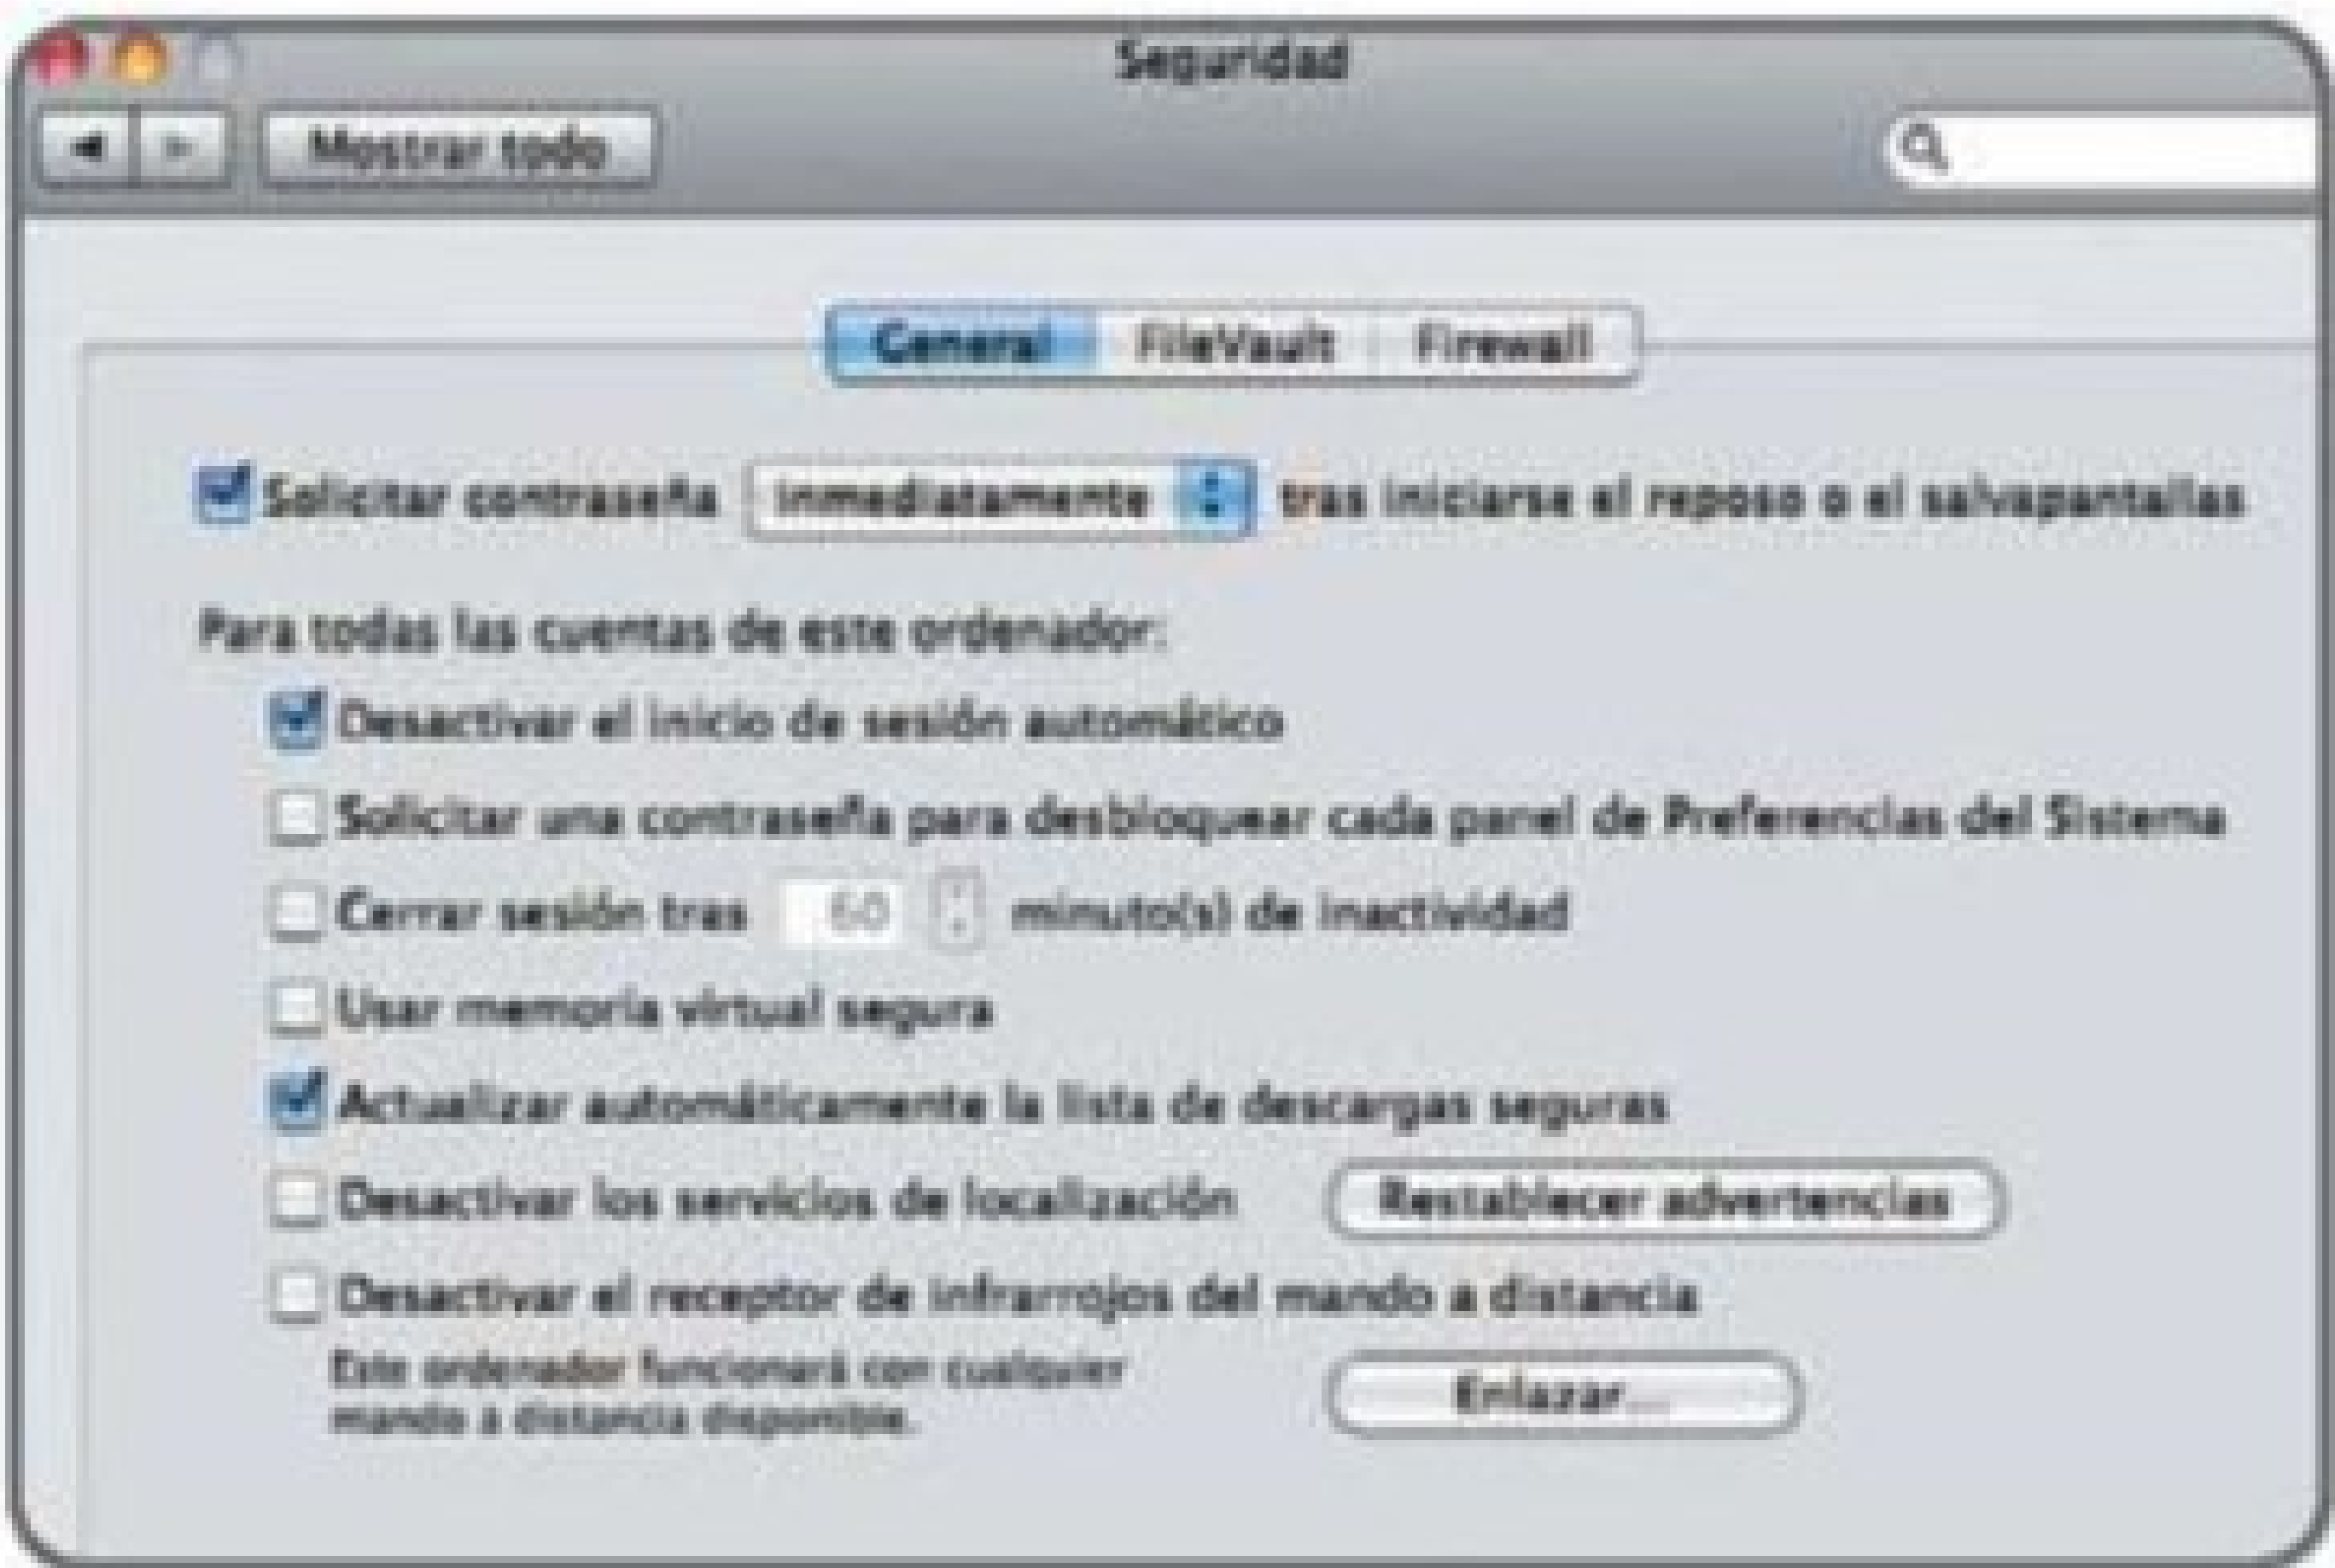 Seguridad
Mostrar todo
General FileVault Firewall
Solicitar contraseña inmediatamente tras iniciarse el reposo o el salvapantallas
Para todas las cuentas de este ordenador:
Desactivar el inicio de sesión automático
Solicitar una contraseña para desbloquear cada panel de Preferencias del Sistema
Cerrar sesión tras 60 minuto(s) de inactividad
Usar memoria virtual segura
Actualizar automáticamente la lista de descargas seguras
Desactivar los servicios de localización Restablecer advertencias
Desactivar el receptor de infrarrojos del mando a distancia
Este ordenador funcionará con cualquier
mando a distancia disponible.
Enlazar...